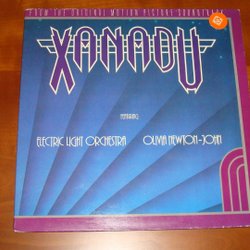 FROM THE ORIGINAL MOTION PICTURE SOUNDTRACK
XANADU
FEATURING
ELECTRIC LIGHT ORCHESTRA OLIVIA NEWTON-JOHN